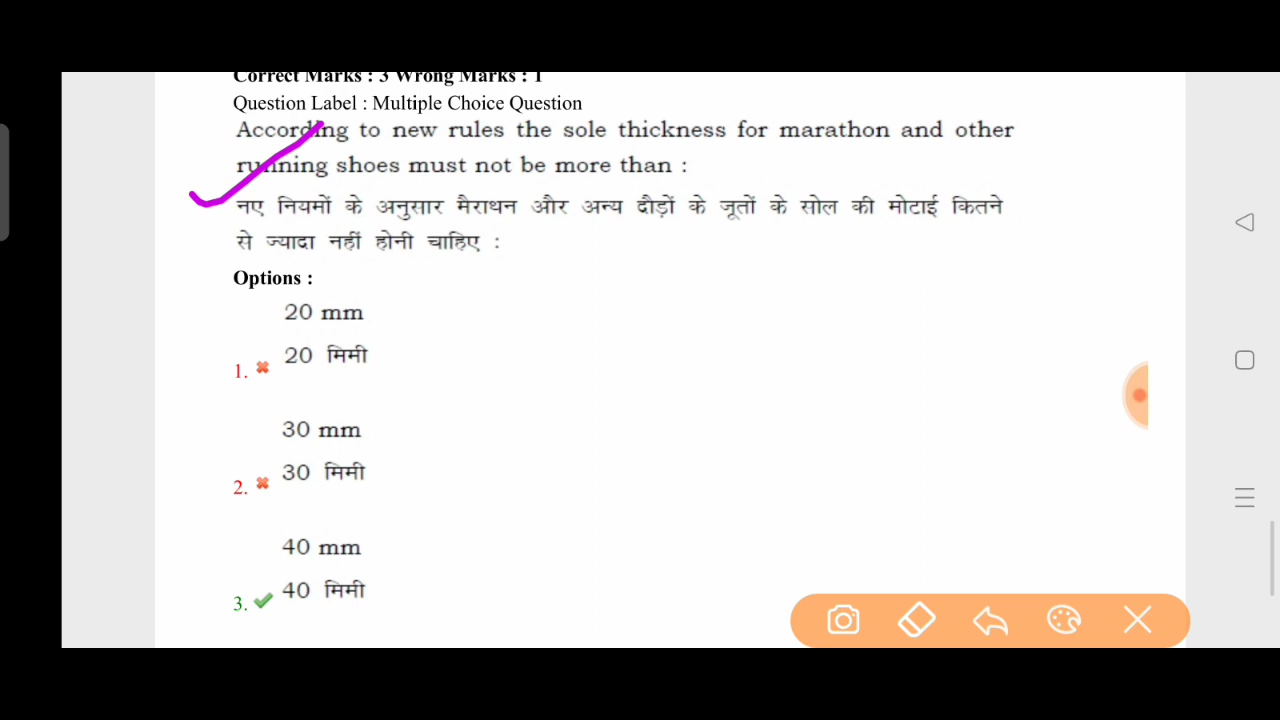 Correct Marks : 3 Wrong Marks : 1
Question Label : Multiple Choice Question
According to new rules the sole thickness for marathon and other
running shoes must not be more than :
नए नियमों के अनुसार मैराथन और अन्य दौड़ों के जूतों के सोल की मोटाई कितने
से ज्यादा नहीं होनी चाहिए :
Options :
20 mm
20 मिमी
1.
30 mm
30 मिमी
2.
40 mm
40 मिमी
3.